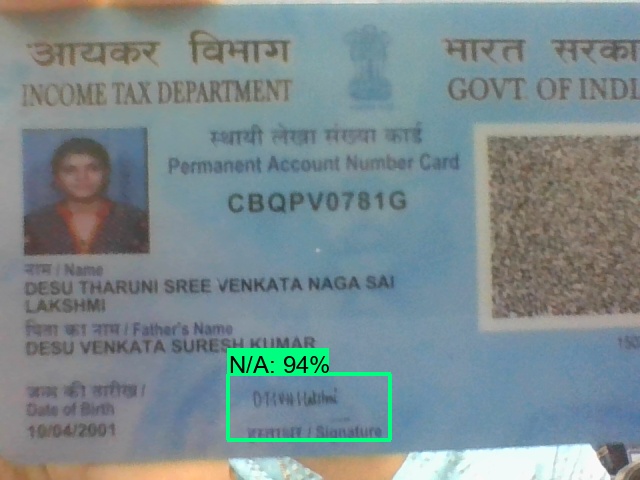 आयकर विभाग
INCOME TAX DEPARTMENT
भारत सरका
GOVT. OF INDI
स्थायी लेखा संख्या कार्ड
Permanent Account Number Card
CBQPV0781G
नाम / Name
DESU THARUNI SREE VENKATA NAGA SAI
LAKSHMI
पिता का नाम / Father's Name
DESU VENKATA SURESH KUMAR
N/A: 94%
जन्म की तारीख /
Date of Birth
19/04/2001
हस्ताक्षर / Signature